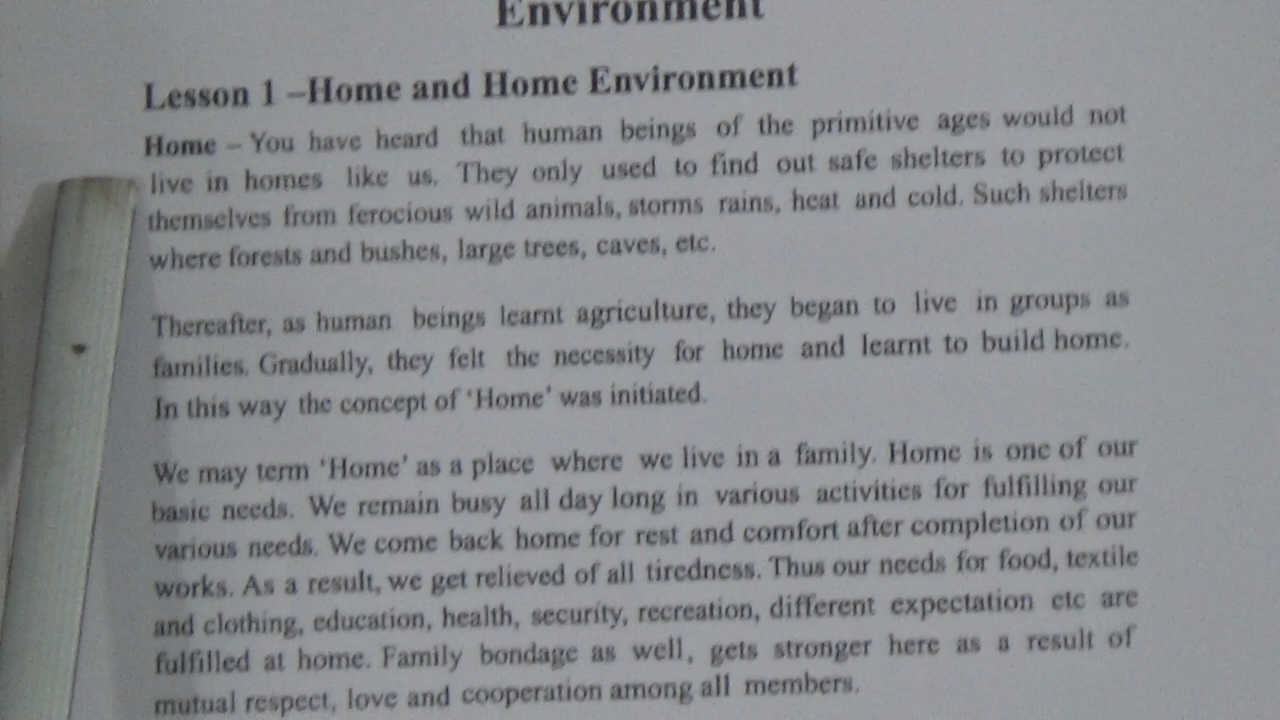 Environment
Lesson 1 –Home and Home Environment
Home – You have heard that human beings of the primitive ages would not
live in homes like us. They only used to find out safe shelters to protect
themselves from ferocious wild animals, storms rains, heat and cold. Such shelters
where forests and bushes, large trees, caves, etc.
Thereafter, as human beings learnt agriculture, they began to live in groups as
families. Gradually, they felt the necessity for home and learnt to build home.
In this way the concept of ‘Home’ was initiated.
We may term ‘Home’ as a place where we live in a family. Home is one of our
basic needs. We remain busy all day long in various activities for fulfilling our
various needs. We come back home for rest and comfort after completion of our
works. As a result, we get relieved of all tiredness. Thus our needs for food, textile
and clothing, education, health, security, recreation, different expectation etc are
fulfilled at home. Family bondage as well, gets stronger here as a result of
mutual respect, love and cooperation among all members.